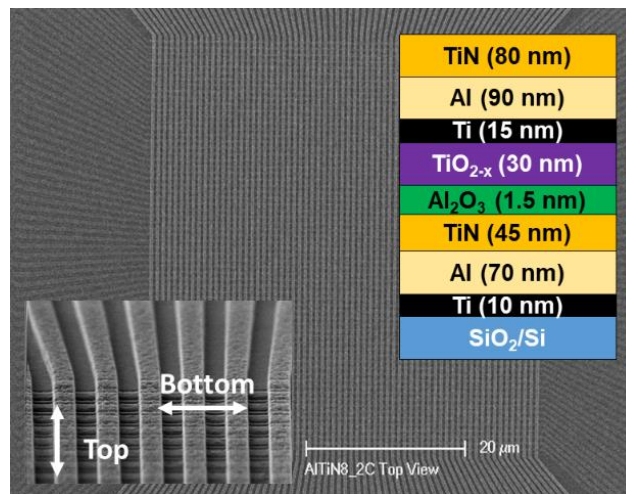 TiN (80 nm)
Al (90 nm)
Ti (15 nm)
TiO₂₋ₓ (30 nm)
Al₂O₃ (1.5 nm)
TiN (45 nm)
Al (70 nm)
Ti (10 nm)
SiO₂/Si
Bottom
Top
20 µm
AlTiN8_2C Top View